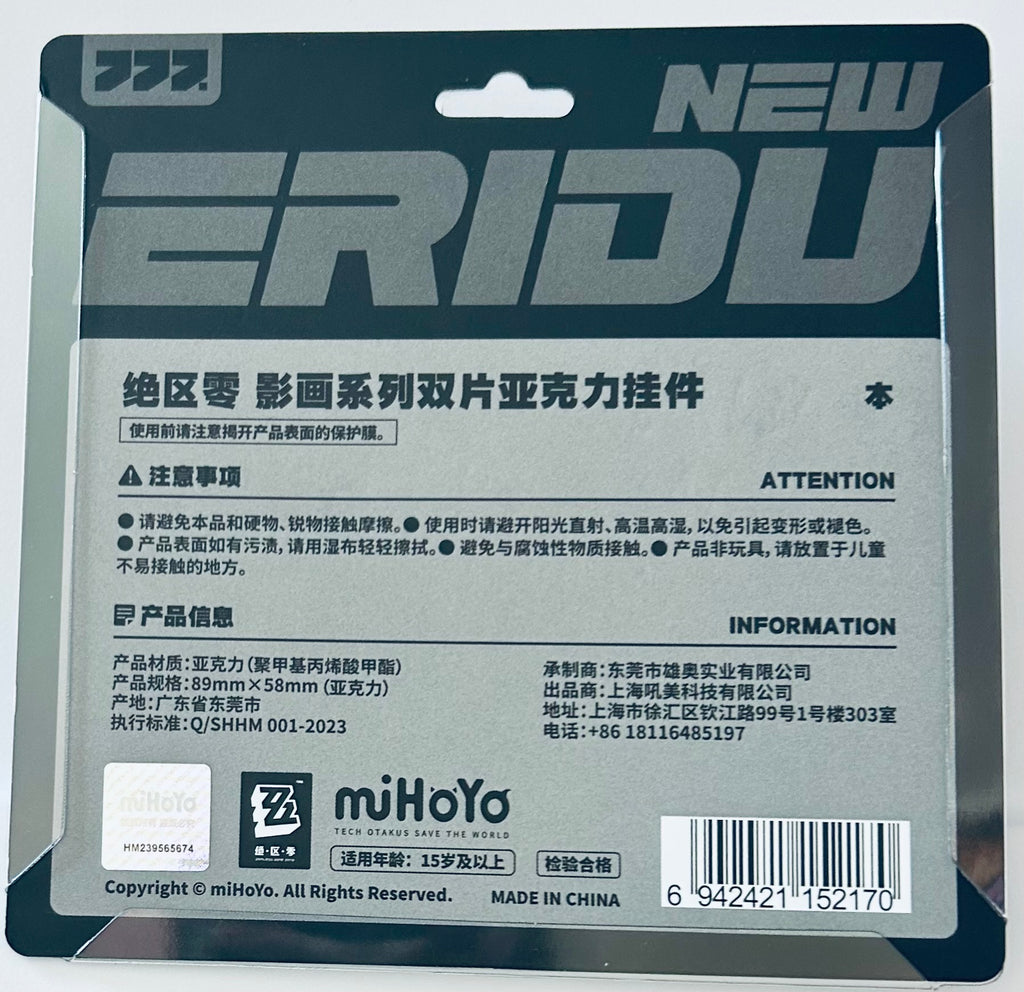 777.
NEW
ERIDU
绝区零 影画系列双片亚克力挂件 本
使用前请注意揭开产品表面的保护膜。
注意事项 ATTENTION
● 请避免本品和硬物、锐物接触摩擦。● 使用时请避开阳光直射、高温高湿,以免引起变形或褪色。
● 产品表面如有污渍,请用湿布轻轻擦拭。● 避免与腐蚀性物质接触。● 产品非玩具,请放置于儿童
不易接触的地方。
产品信息 INFORMATION
产品材质:亚克力(聚甲基丙烯酸甲酯)
产品规格:89mm×58mm(亚克力)
产地:广东省东莞市
执行标准:Q/SHHM 001-2023
承制商:东莞市雄奥实业有限公司
出品商:上海吼美科技有限公司
地址:上海市徐汇区钦江路99号1号楼303室
电话:+86 18116485197
miHoYo
HM239565674
绝·区·零
miHoYo
TECH OTAKUS SAVE THE WORLD
适用年龄:15岁及以上 检验合格
Copyright © miHoYo. All Rights Reserved. MADE IN CHINA
6 942421 152170